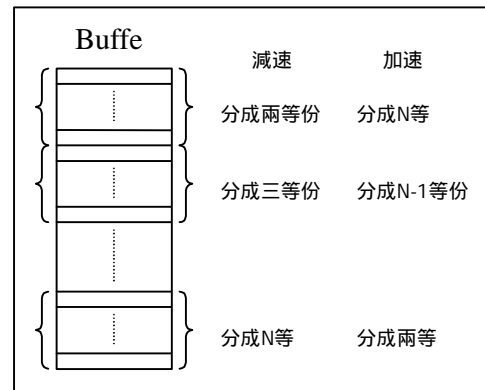 Buffe
減速 加速
分成兩等份 分成N等
分成三等份 分成N-1等份
分成N等 分成兩等